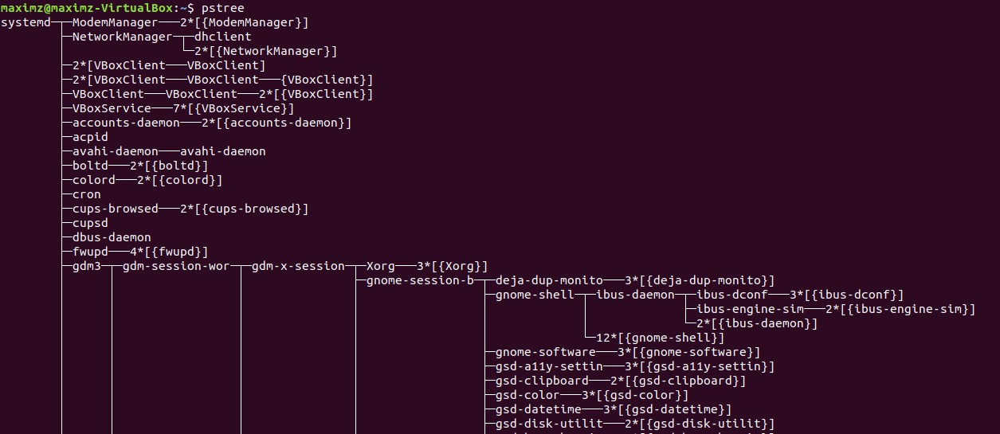 maximz@maximz-VirtualBox:~$ pstree
systemd─┬─ModemManager───2*[{ModemManager}]
        ├─NetworkManager─┬─dhclient
        │                └─2*[{NetworkManager}]
        ├─2*[VBoxClient───VBoxClient]
        ├─2*[VBoxClient───VBoxClient───{VBoxClient}]
        ├─VBoxClient───VBoxClient───2*[{VBoxClient}]
        ├─VBoxService───7*[{VBoxService}]
        ├─accounts-daemon───2*[{accounts-daemon}]
        ├─acpid
        ├─avahi-daemon───avahi-daemon
        ├─boltd───2*[{boltd}]
        ├─colord───2*[{colord}]
        ├─cron
        ├─cups-browsed───2*[{cups-browsed}]
        ├─cupsd
        ├─dbus-daemon
        ├─fwupd───4*[{fwupd}]
        ├─gdm3─┬─gdm-session-wor─┬─gdm-x-session─┬─Xorg───3*[{Xorg}]
        │      │                 │               ├─gnome-session-b─┬─deja-dup-monito───3*[{deja-dup-monito}]
        │      │                 │               │                 ├─gnome-shell─┬─ibus-daemon─┬─ibus-dconf───3*[{ibus-dconf}]
        │      │                 │               │                 │             │             ├─ibus-engine-sim───2*[{ibus-engine-sim}]
        │      │                 │               │                 │             │             └─2*[{ibus-daemon}]
        │      │                 │               │                 │             └─12*[{gnome-shell}]
        │      │                 │               │                 ├─gnome-software───3*[{gnome-software}]
        │      │                 │               │                 ├─gsd-a11y-settin───3*[{gsd-a11y-settin}]
        │      │                 │               │                 ├─gsd-clipboard───2*[{gsd-clipboard}]
        │      │                 │               │                 ├─gsd-color───3*[{gsd-color}]
        │      │                 │               │                 ├─gsd-datetime───3*[{gsd-datetime}]
        │      │                 │               │                 ├─gsd-disk-utilit───2*[{gsd-disk-utilit}]